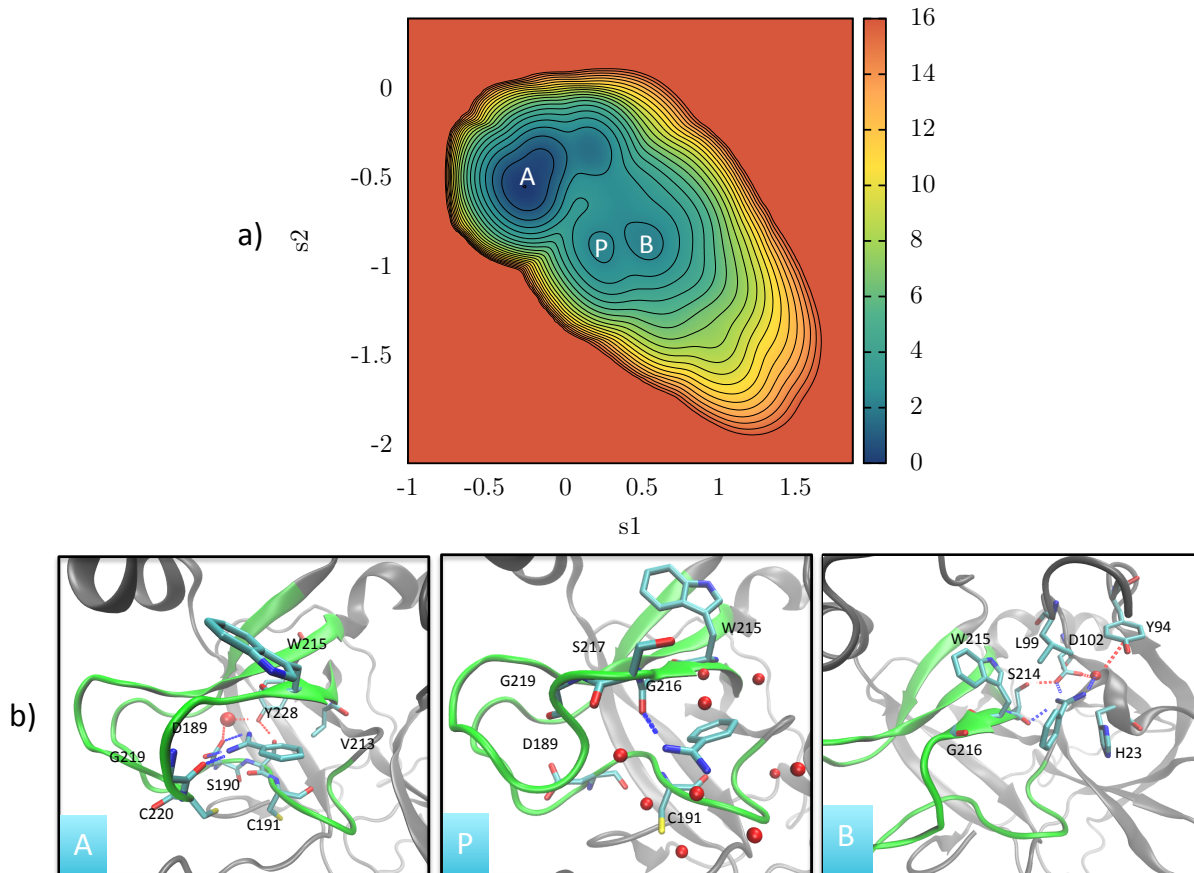 a)
s2
0
-0.5
-1
-1.5
-2
-1 -0.5 0 0.5 1 1.5
s1
A
P
B
16
14
12
10
8
6
4
2
0
b)
W215
Y228
D189
V213
G219
S190
C220
C191
A
W215
S217
G219
G216
D189
C191
P
Y94
L99
D102
W215
S214
G216
H23
B